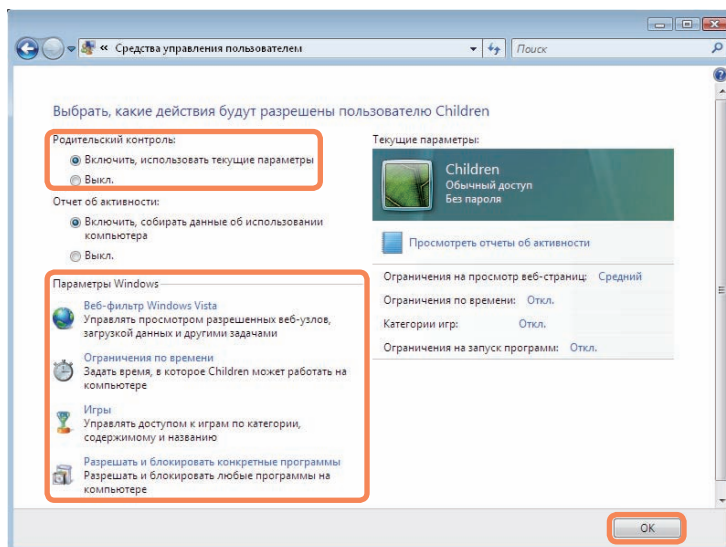 « Средства управления пользователем
Поиск
Выбрать, какие действия будут разрешены пользователю Children
Родительский контроль:
Включить, использовать текущие параметры
Выкл.
Отчет об активности:
Включить, собирать данные об использовании
компьютера
Выкл.
Параметры Windows
Веб-фильтр Windows Vista
Управлять просмотром разрешенных веб-узлов,
загрузкой данных и другими задачами
Ограничения по времени
Задать время, в которое Children может работать на
компьютере
Игры
Управлять доступом к играм по категории,
содержимому и названию
Разрешать и блокировать конкретные программы
Разрешать и блокировать любые программы на
компьютере
Текущие параметры:
Children
Обычный доступ
Без пароля
Просмотреть отчеты об активности
Ограничения на просмотр веб-страниц: Средний
Ограничения по времени: Откл.
Категории игр: Откл.
Ограничения на запуск программ: Откл.
OK